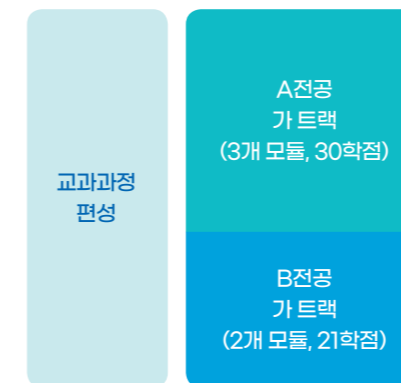 교과과정
편성
A전공
가 트랙
(3개 모듈, 30학점)
B전공
가 트랙
(2개 모듈, 21학점)